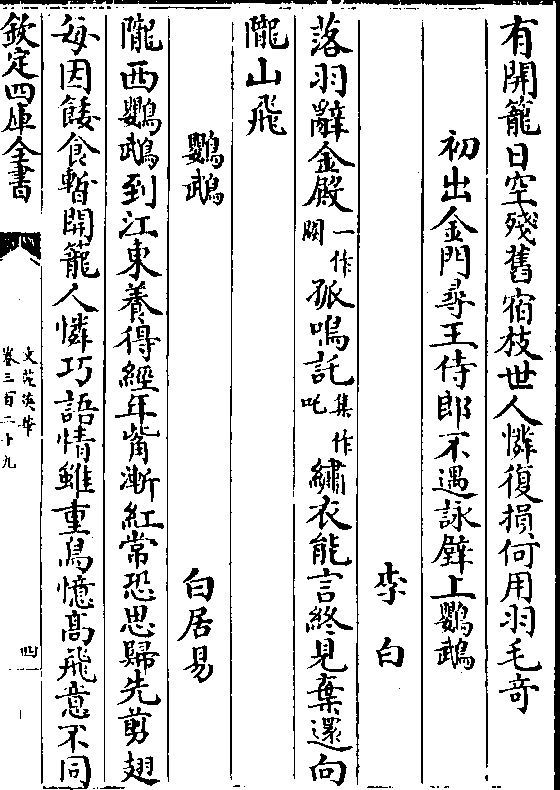 有開籠日空殘舊宿枝世人憐復損何用羽毛奇
初出金門尋王侍郎不遇詠壁上鸚鵡
李白
落羽辭金殿一作闕孤鳴託集作吒繡衣能言終見棄還向
隴山飛
鸚鵡
白居易
隴西鸚鵡到江東養得經年觜漸紅常恐思歸先剪翅
每因餧食暫開籠人憐巧語情雖重鳥憶高飛意不同
欽定四庫全書
文苑英華
卷三百二十九
四